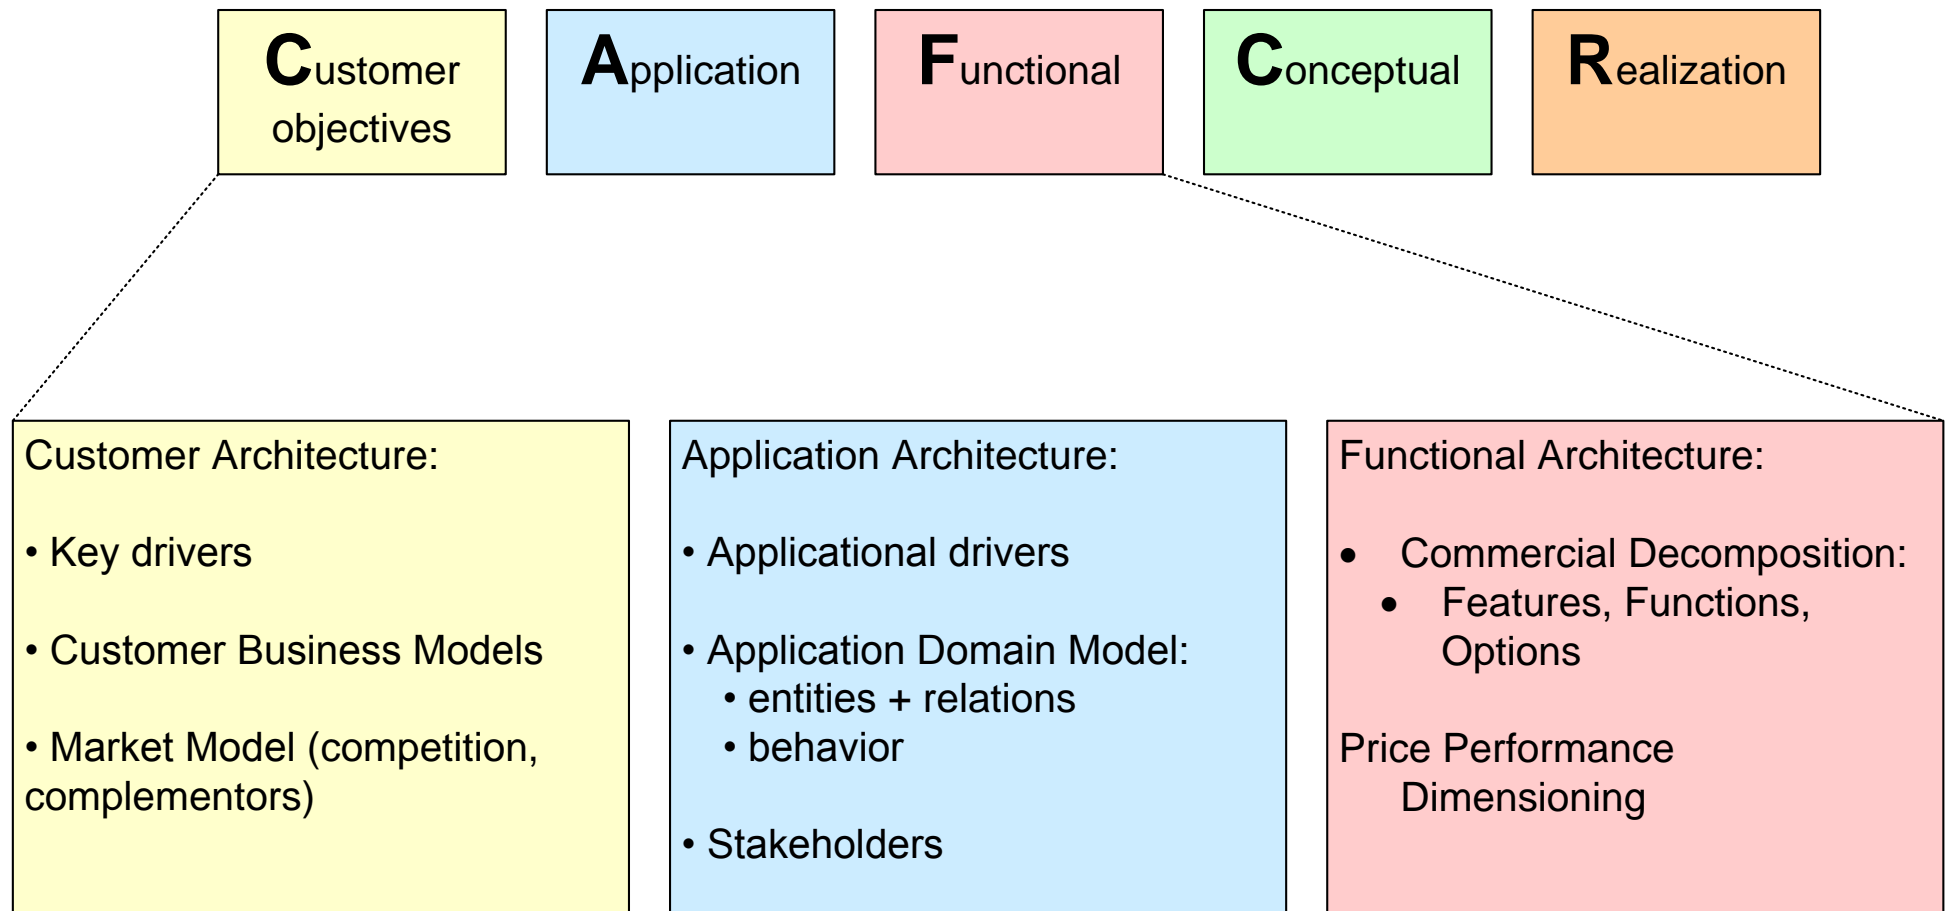 Customer
objectives
Application
Functional
Conceptual
Realization
Customer Architecture:
• Key drivers
• Customer Business Models
• Market Model (competition,
complementors)
Application Architecture:
• Applicational drivers
• Application Domain Model:
• entities + relations
• behavior
• Stakeholders
Functional Architecture:
• Commercial Decomposition:
• Features, Functions,
Options
Price Performance
Dimensioning